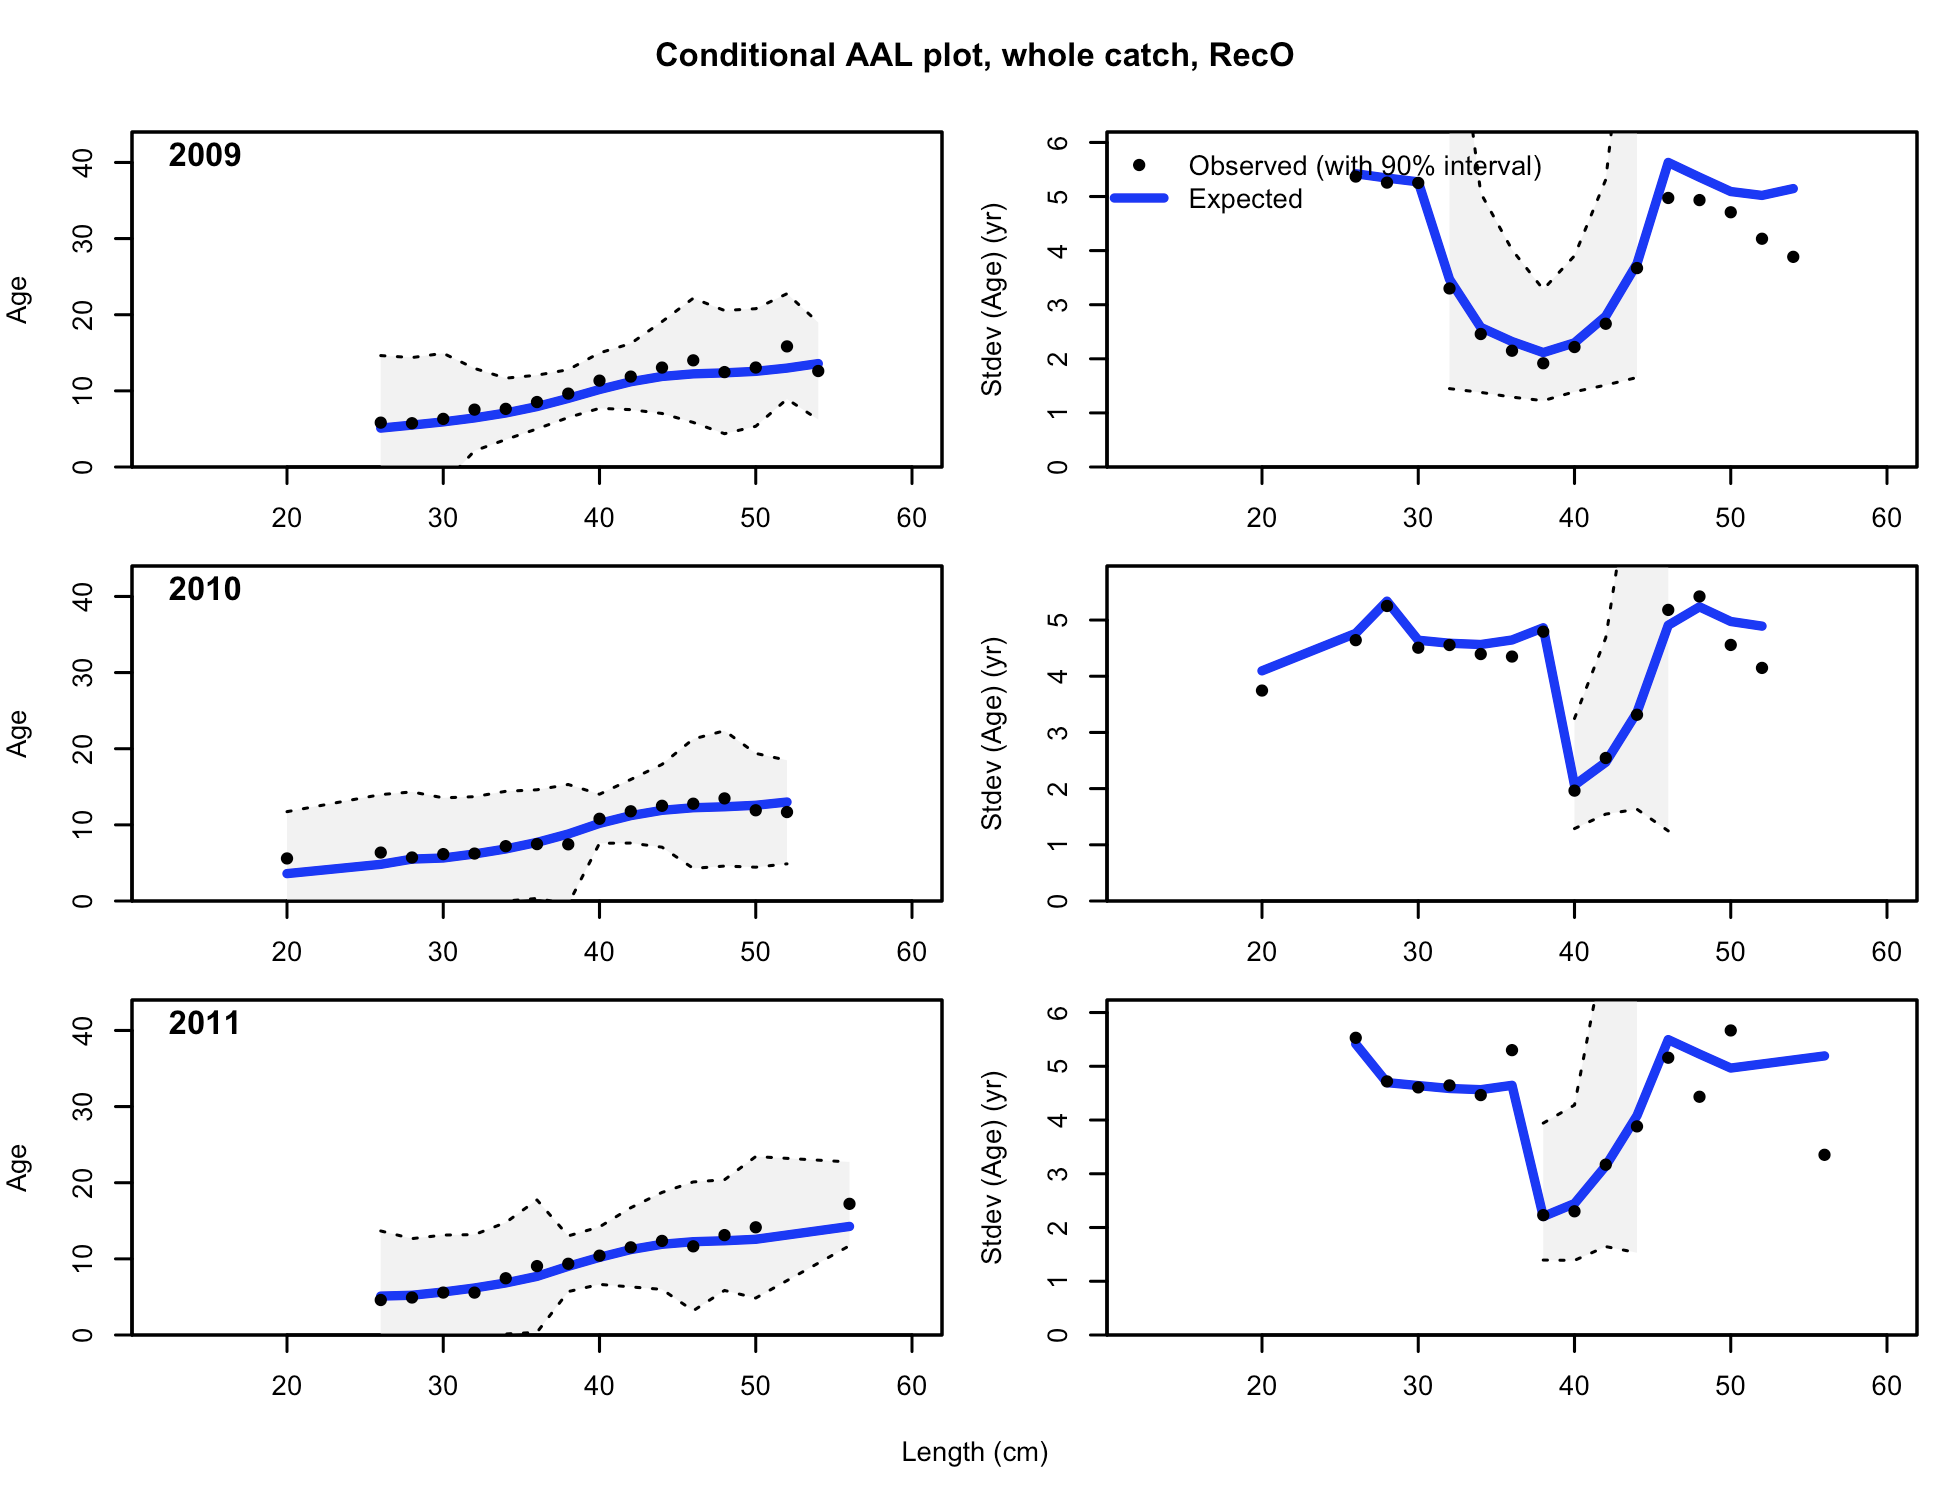 Conditional AAL plot, whole catch, RecO
2009
Age
0 10 20 30 40
20 30 40 50 60
Observed (with 90% interval)
Expected
Stdev (Age) (yr)
0 1 2 3 4 5 6
20 30 40 50 60
2010
Age
0 10 20 30 40
20 30 40 50 60
Stdev (Age) (yr)
0 1 2 3 4 5
20 30 40 50 60
2011
Age
0 10 20 30 40
20 30 40 50 60
Stdev (Age) (yr)
0 1 2 3 4 5 6
20 30 40 50 60
Length (cm)